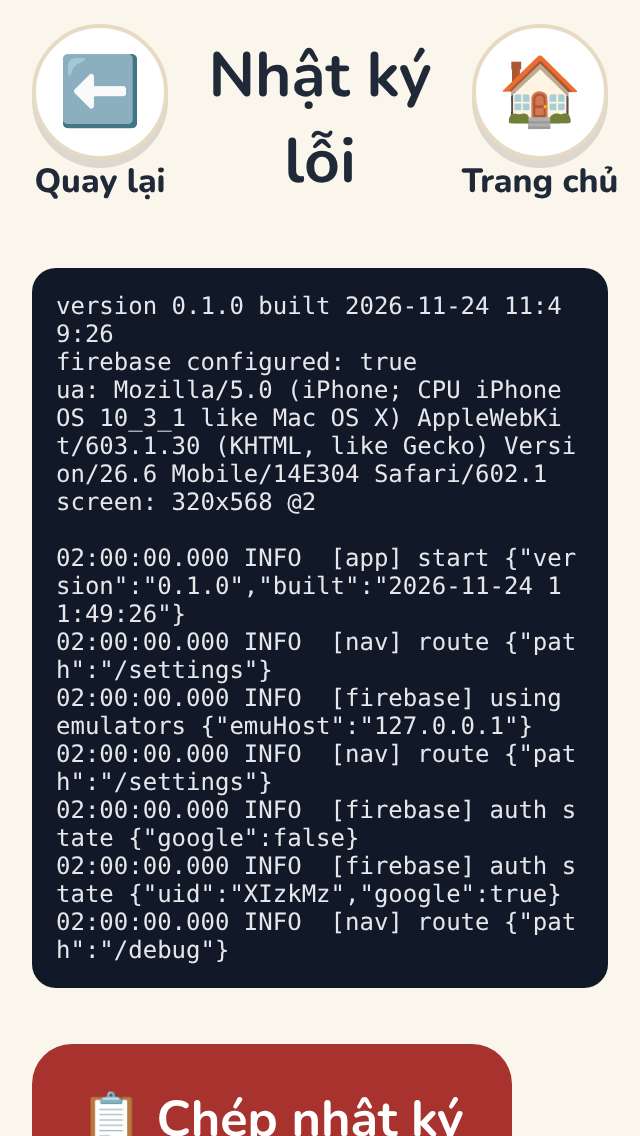 Nhật ký
lỗi
Quay lại
Trang chủ
version 0.1.0 built 2026-11-24 11:4
9:26
firebase configured: true
ua: Mozilla/5.0 (iPhone; CPU iPhone
OS 10_3_1 like Mac OS X) AppleWebKi
t/603.1.30 (KHTML, like Gecko) Versi
on/26.6 Mobile/14E304 Safari/602.1
screen: 320x568 @2
02:00:00.000 INFO  [app] start {"ver
sion":"0.1.0","built":"2026-11-24 1
1:49:26"}
02:00:00.000 INFO  [nav] route {"pat
h":"/settings"}
02:00:00.000 INFO  [firebase] using
emulators {"emuHost":"127.0.0.1"}
02:00:00.000 INFO  [nav] route {"pat
h":"/settings"}
02:00:00.000 INFO  [firebase] auth s
tate {"google":false}
02:00:00.000 INFO  [firebase] auth s
tate {"uid":"XIzkMz","google":true}
02:00:00.000 INFO  [nav] route {"pat
h":"/debug"}
Chép nhật ký